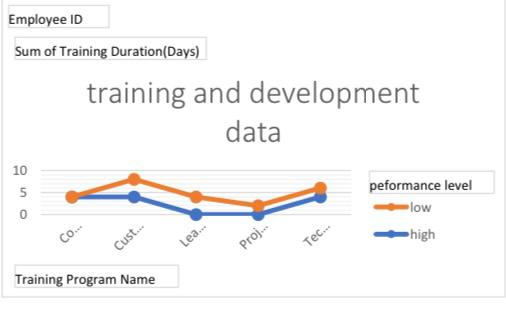 Employee ID
Sum of Training Duration(Days)
training and development
data
10
5
0
Co...
Cust...
Lea...
Proj...
Tec...
peformance level
low
high
Training Program Name